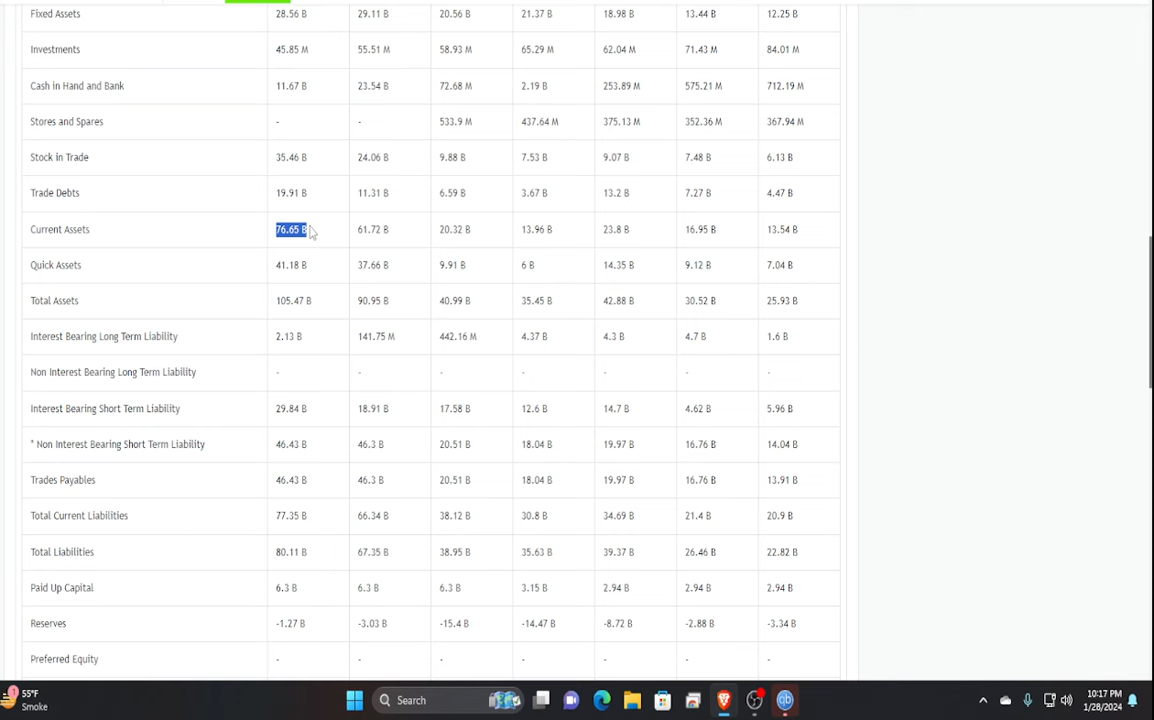 Fixed Assets 28.56 B 29.11 B 20.56 B 21.37 B 18.98 B 13.44 B 12.25 B
Investments 45.85 M 55.51 M 58.93 M 65.29 M 62.04 M 71.43 M 84.01 M
Cash in Hand and Bank 11.67 B 23.54 B 72.68 M 2.19 B 253.89 M 575.21 M 712.19 M
Stores and Spares - - 533.9 M 437.64 M 375.13 M 352.36 M 367.94 M
Stock in Trade 35.46 B 24.06 B 9.88 B 7.53 B 9.07 B 7.48 B 6.13 B
Trade Debts 19.91 B 11.31 B 6.59 B 3.67 B 13.2 B 7.27 B 4.47 B
Current Assets 76.65 B 61.72 B 20.32 B 13.96 B 23.8 B 16.95 B 13.54 B
Quick Assets 41.18 B 37.66 B 9.91 B 6 B 14.35 B 9.12 B 7.04 B
Total Assets 105.47 B 90.95 B 40.99 B 35.45 B 42.88 B 30.52 B 25.93 B
Interest Bearing Long Term Liability 2.13 B 141.75 M 442.16 M 4.37 B 4.3 B 4.7 B 1.6 B
Non Interest Bearing Long Term Liability - - - - - - -
Interest Bearing Short Term Liability 29.84 B 18.91 B 17.58 B 12.6 B 14.7 B 4.62 B 5.96 B
* Non Interest Bearing Short Term Liability 46.43 B 46.3 B 20.51 B 18.04 B 19.97 B 16.76 B 14.04 B
Trades Payables 46.43 B 46.3 B 20.51 B 18.04 B 19.97 B 16.76 B 13.91 B
Total Current Liabilities 77.35 B 66.34 B 38.12 B 30.8 B 34.69 B 21.4 B 20.9 B
Total Liabilities 80.11 B 67.35 B 38.95 B 35.63 B 39.37 B 26.46 B 22.82 B
Paid Up Capital 6.3 B 6.3 B 6.3 B 3.15 B 2.94 B 2.94 B 2.94 B
Reserves -1.27 B -3.03 B -15.4 B -14.47 B -8.72 B -2.88 B -3.34 B
Preferred Equity - - - - - - -
55°F
Smoke
Search
qb
10:17 PM
1/28/2024